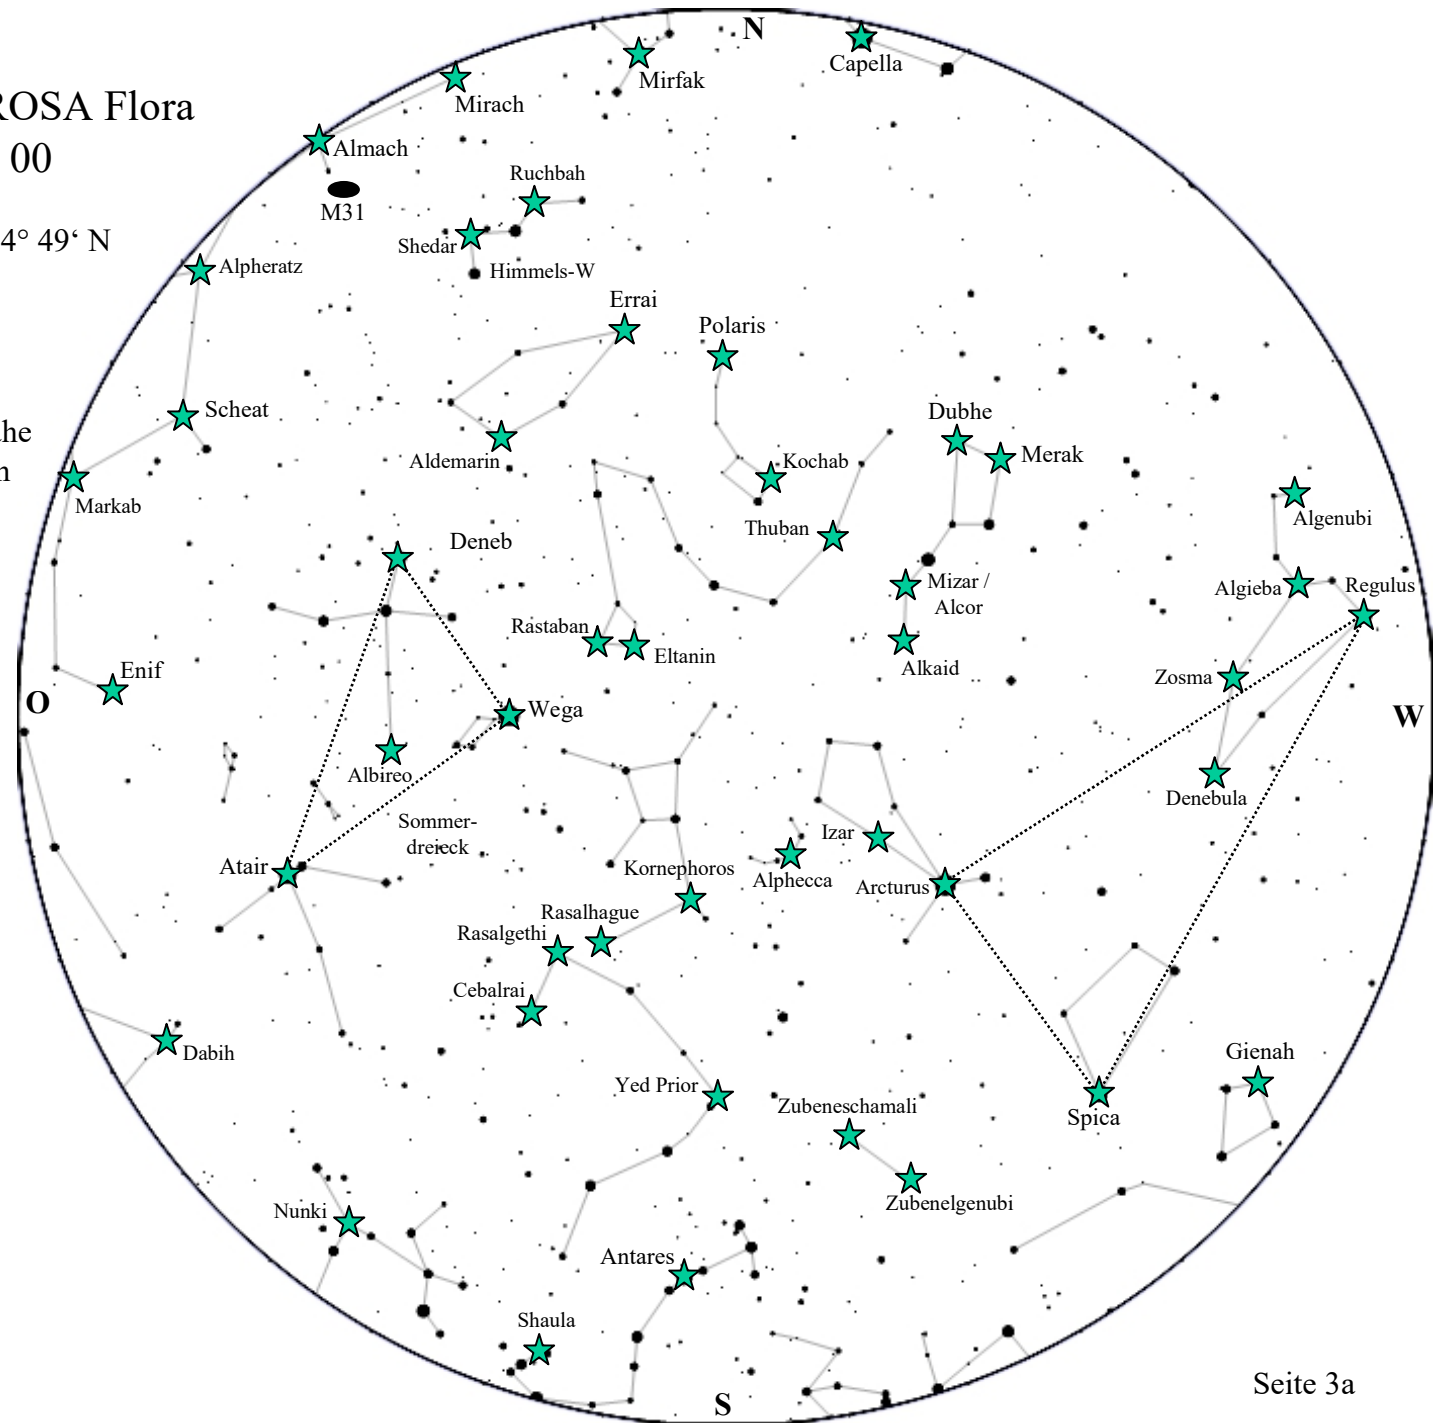 N
Capella
Mirfak
Mirach
ROSA Flora
Almach
00
Ruchbah
M31
4° 49‘ N
Shedar
Himmels-W
Alpheratz
Errai
Polaris
Scheat
Dubhe
Merak
Aldemarin
Kochab
Markab
Algenubi
Thuban
Deneb
Mizar /
Alcor
Algieba
Regulus
Rastaban
Eltanin
Alkaid
Enif
Zosma
O
Wega
W
Albireo
Denebula
Sommer-
dreieck
Izar
Atair
Kornephoros
Alphecca
Arcturus
Rasalhague
Rasalgethi
Cebalrai
Dabih
Gienah
Yed Prior
Zubeneschamali
Spica
Zubenelgenubi
Nunki
Antares
Shaula
Seite 3a
S